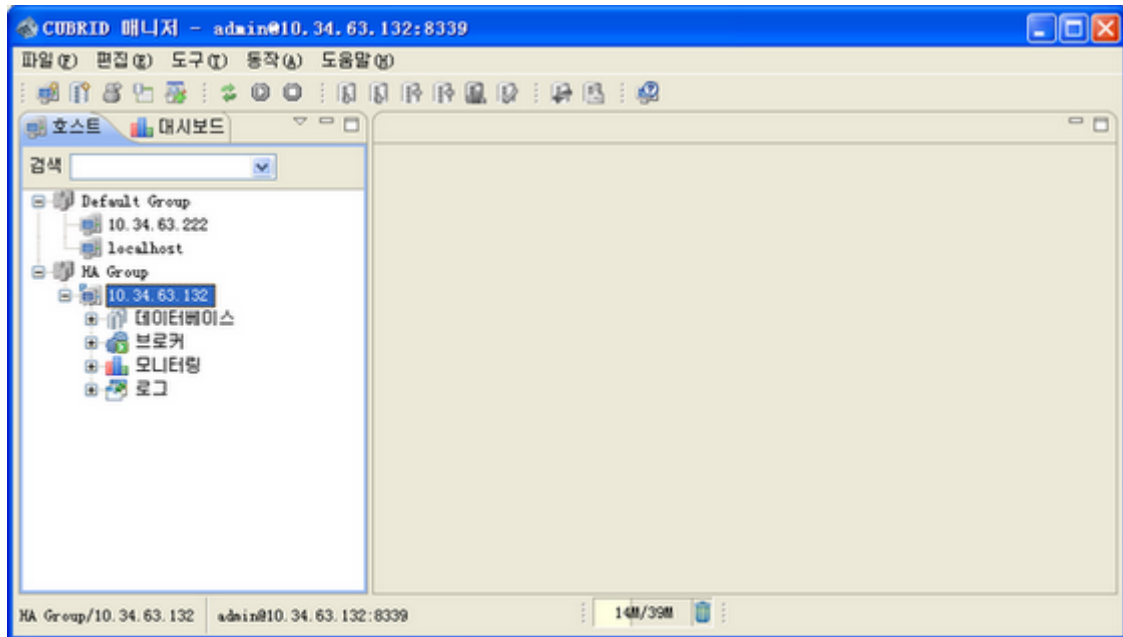 CUBRID 매니저 - admin@10.34.63.132:8339
파일(F) 편집(E) 도구(T) 동작(A) 도움말(H)
호스트 대시보드
검색
Default Group
10.34.63.222
localhost
HA Group
10.34.63.132
데이터베이스
브로커
모니터링
로그
HA Group/10.34.63.132 admin@10.34.63.132:8339 14M/39M